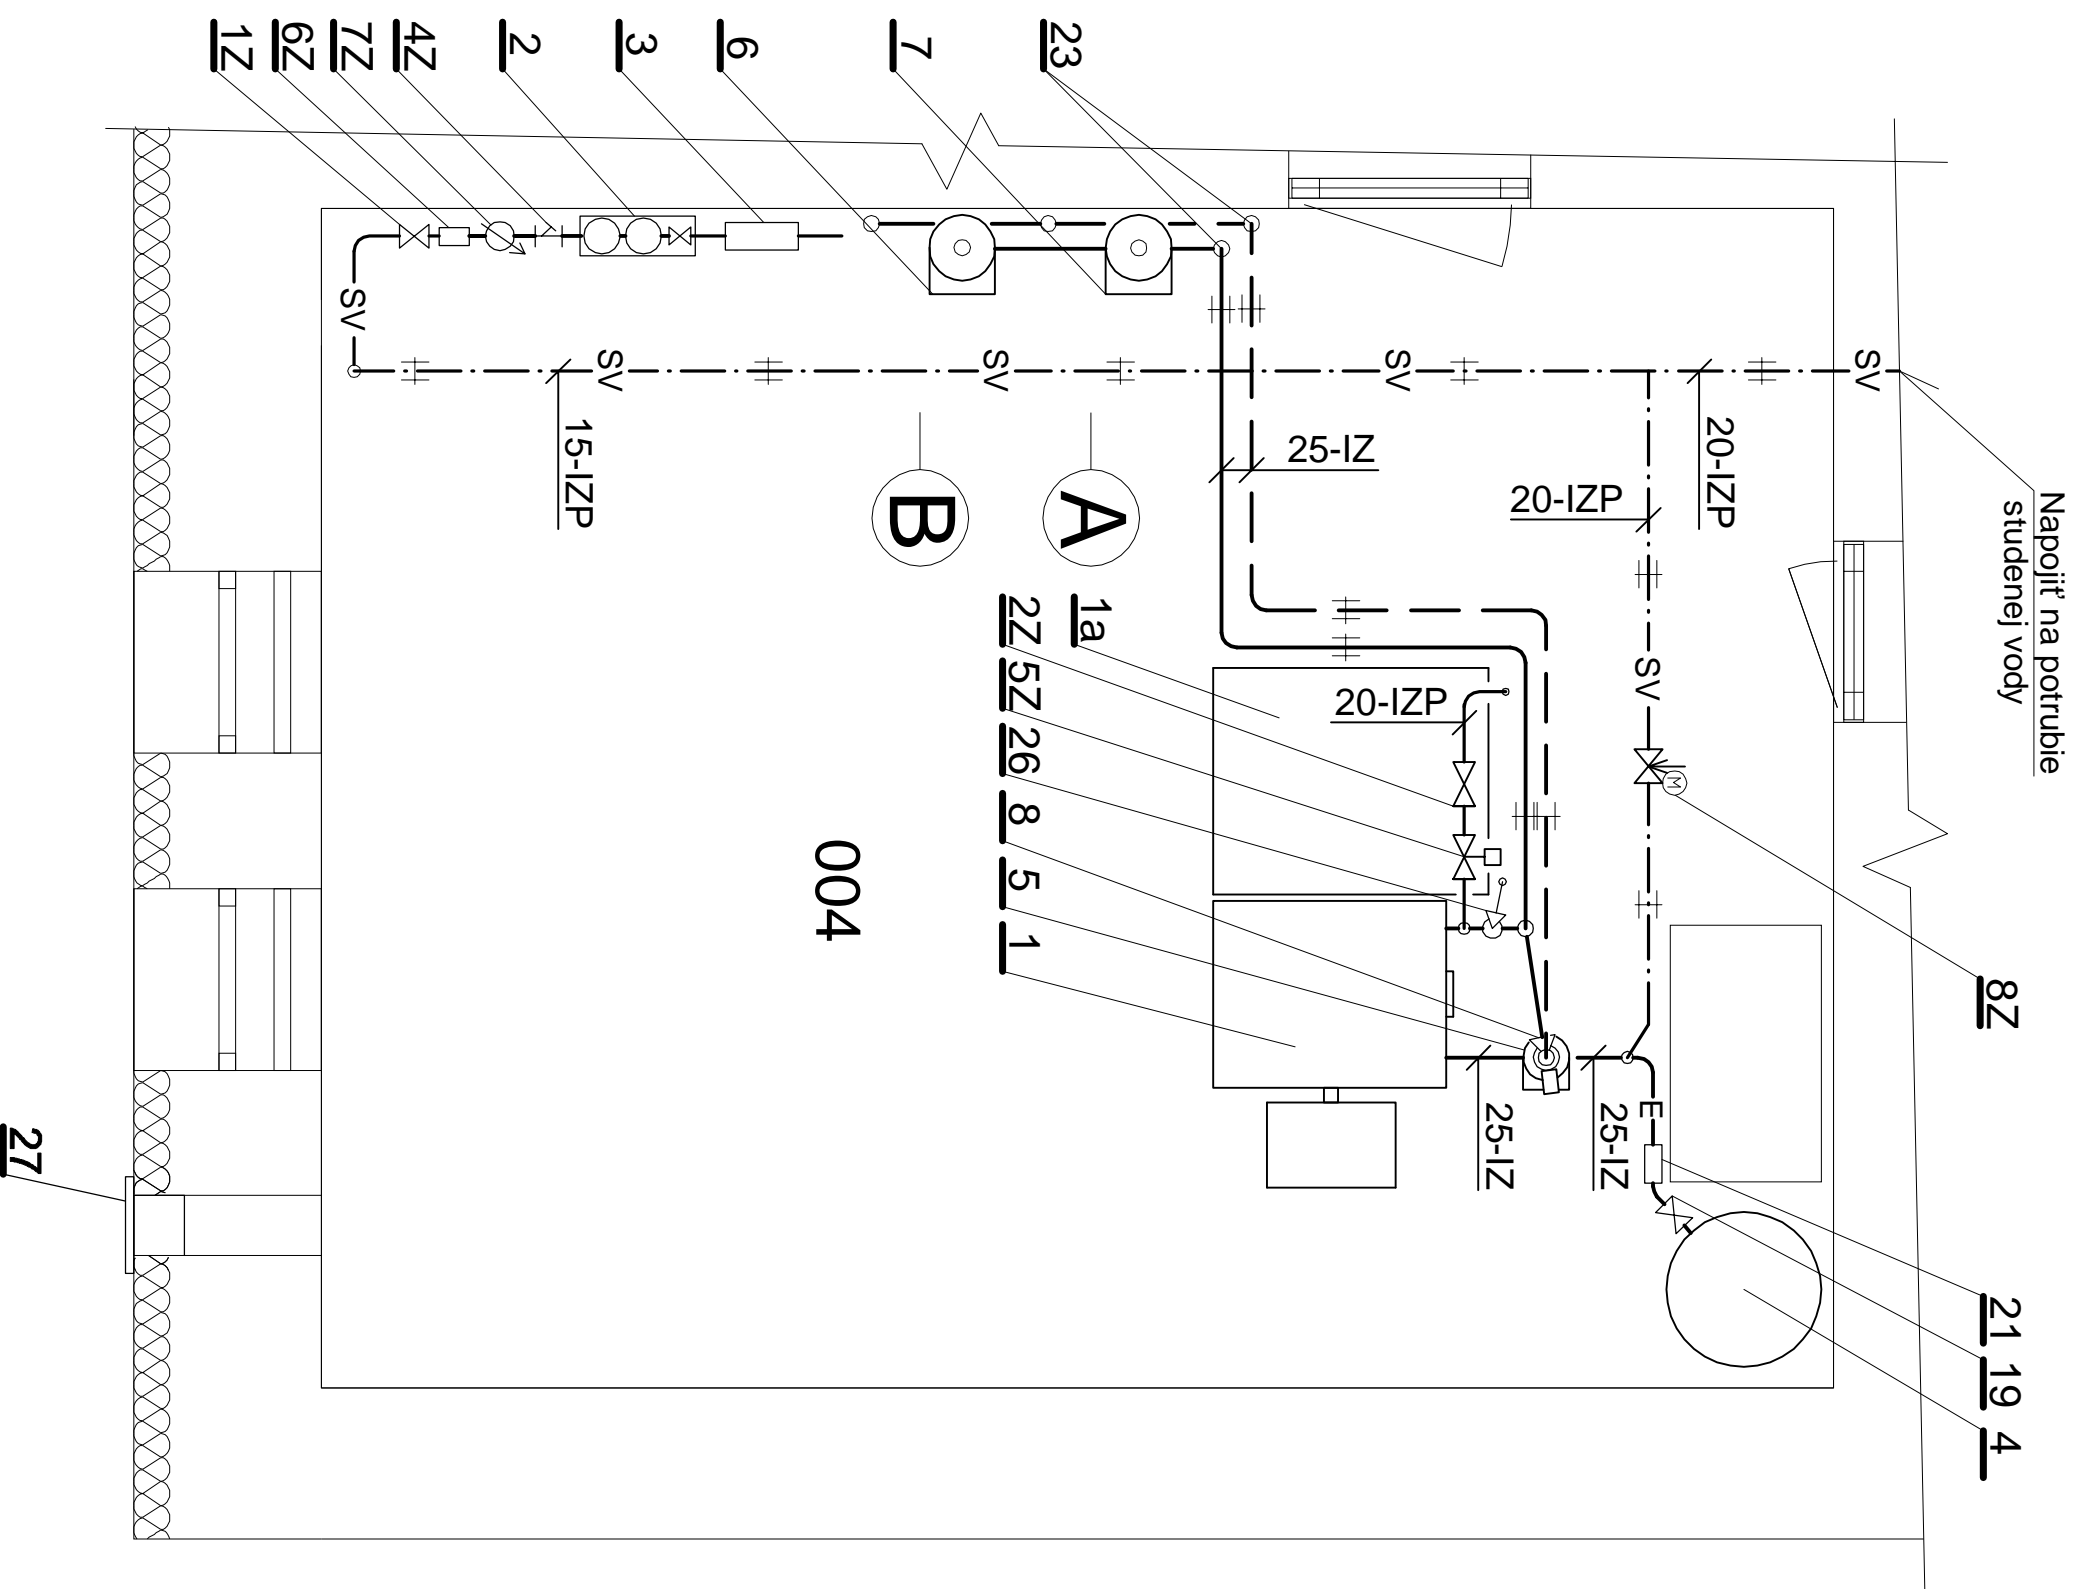 1Z
6Z
7Z
4Z
2
3
6
7
23
SV
SV
SV
SV
SV
15-IZP
25-IZ
20-IZP
20-IZP
Napojiť na potrubie
studenej vody
B
A
1a
2Z
5Z
26
8
5
1
20-IZP
SV
M
8Z
004
25-IZ
25-IZ
E
21
19
4
27